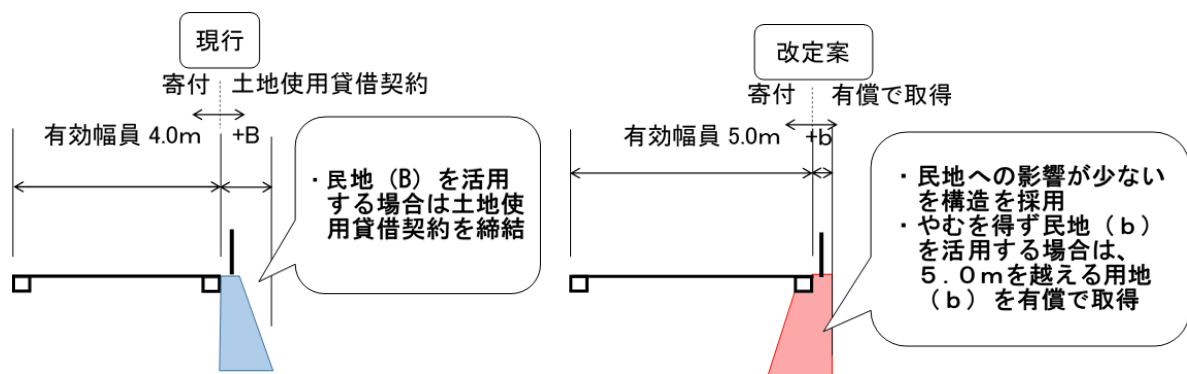 現行
寄付 土地使用貸借契約
有効幅員 4.0m +B
・民地（B）を活用
する場合は土地使
用貸借契約を締結
改定案
寄付 有償で取得
有効幅員 5.0m +b
・民地への影響が少ない
を構造を採用
・やむを得ず民地（b）
を活用する場合は、
５.０ｍを越える用地
（b）を有償で取得